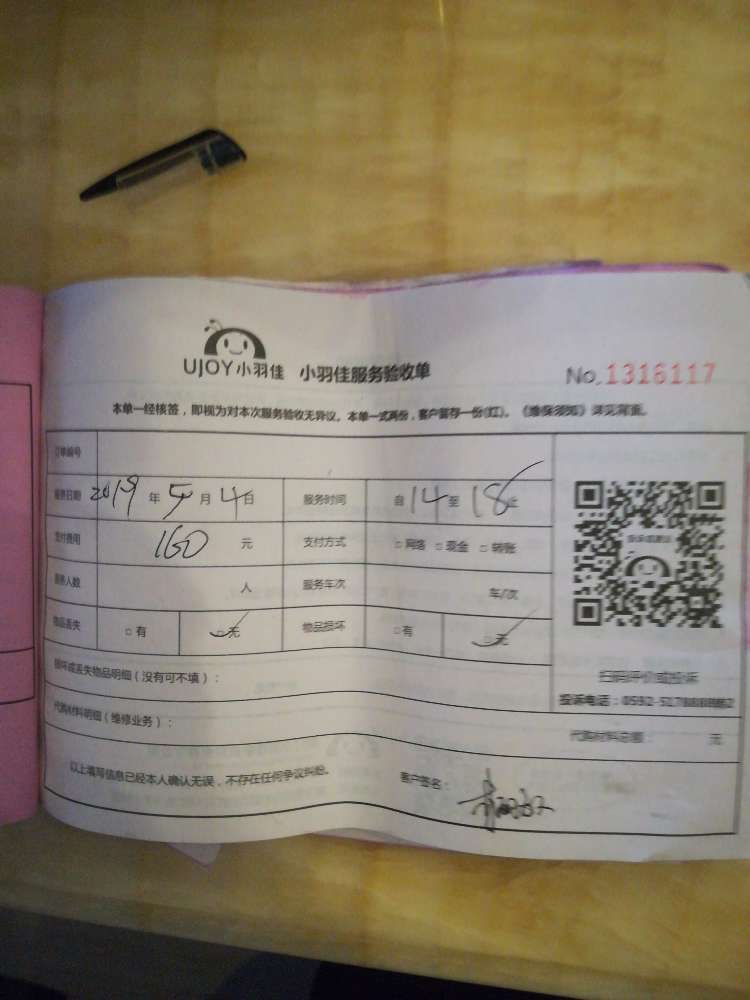 UJOY小羽佳 小羽佳服务验收单 No.1316117
本单一经核签，即视为对本次服务验收无异议。本单一式两份，客户留存一份(红)。《维保须知》详见背面。
订单编号
服务日期 2019 年 5 月 4 日 服务时间 自 14 至 18 止
支付费用 160 元 支付方式 □网络 □现金 □转账
服务人数 人 服务车次 车/次
物品丢失 □有 □无 物品损坏 □有 □无
扫码评价或投诉
投诉电话：0592-
损坏或丢失物品明细（没有可不填）：
代购材料明细（维修业务）： 代购材料总额： 元
以上填写信息已经本人确认无误，不存在任何争议纠纷。 客户签名：